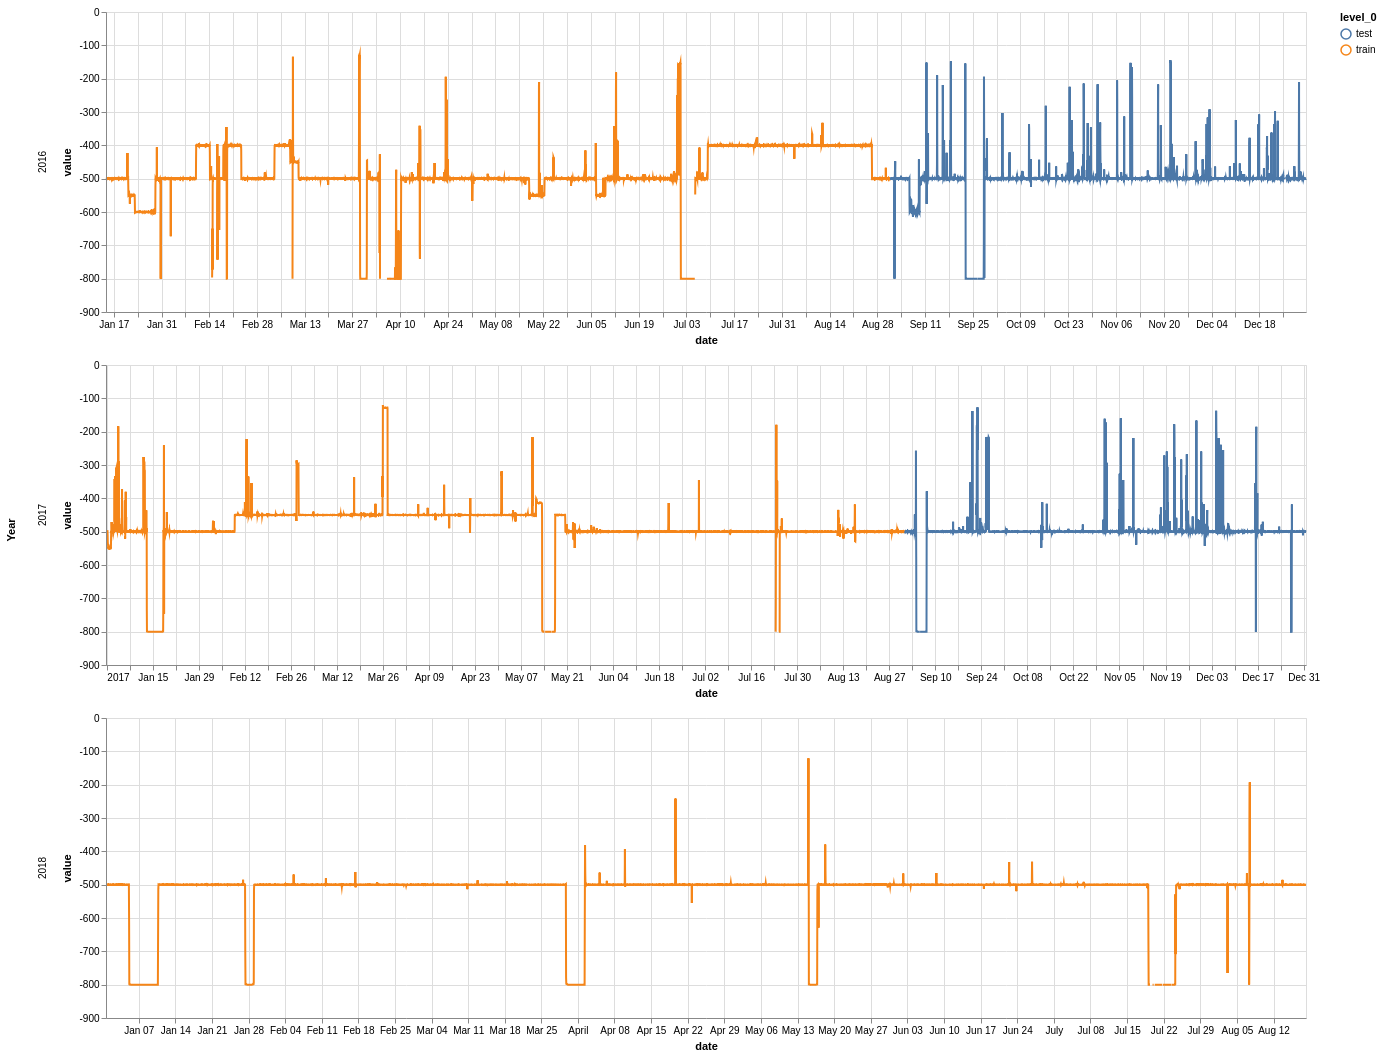 0
-100
-200
-300
-400
-500
-600
-700
-800
-900
value
2016
Jan 17 Jan 31 Feb 14 Feb 28 Mar 13 Mar 27 Apr 10 Apr 24 May 08 May 22 Jun 05 Jun 19 Jul 03 Jul 17 Jul 31 Aug 14 Aug 28 Sep 11 Sep 25 Oct 09 Oct 23 Nov 06 Nov 20 Dec 04 Dec 18
date
level_0
test
train
0
-100
-200
-300
-400
-500
-600
-700
-800
-900
value
2017
Year
2017 Jan 15 Jan 29 Feb 12 Feb 26 Mar 12 Mar 26 Apr 09 Apr 23 May 07 May 21 Jun 04 Jun 18 Jul 02 Jul 16 Jul 30 Aug 13 Aug 27 Sep 10 Sep 24 Oct 08 Oct 22 Nov 05 Nov 19 Dec 03 Dec 17 Dec 31
date
0
-100
-200
-300
-400
-500
-600
-700
-800
-900
value
2018
Jan 07 Jan 14 Jan 21 Jan 28 Feb 04 Feb 11 Feb 18 Feb 25 Mar 04 Mar 11 Mar 18 Mar 25 April Apr 08 Apr 15 Apr 22 Apr 29 May 06 May 13 May 20 May 27 Jun 03 Jun 10 Jun 17 Jun 24 July Jul 08 Jul 15 Jul 22 Jul 29 Aug 05 Aug 12
date